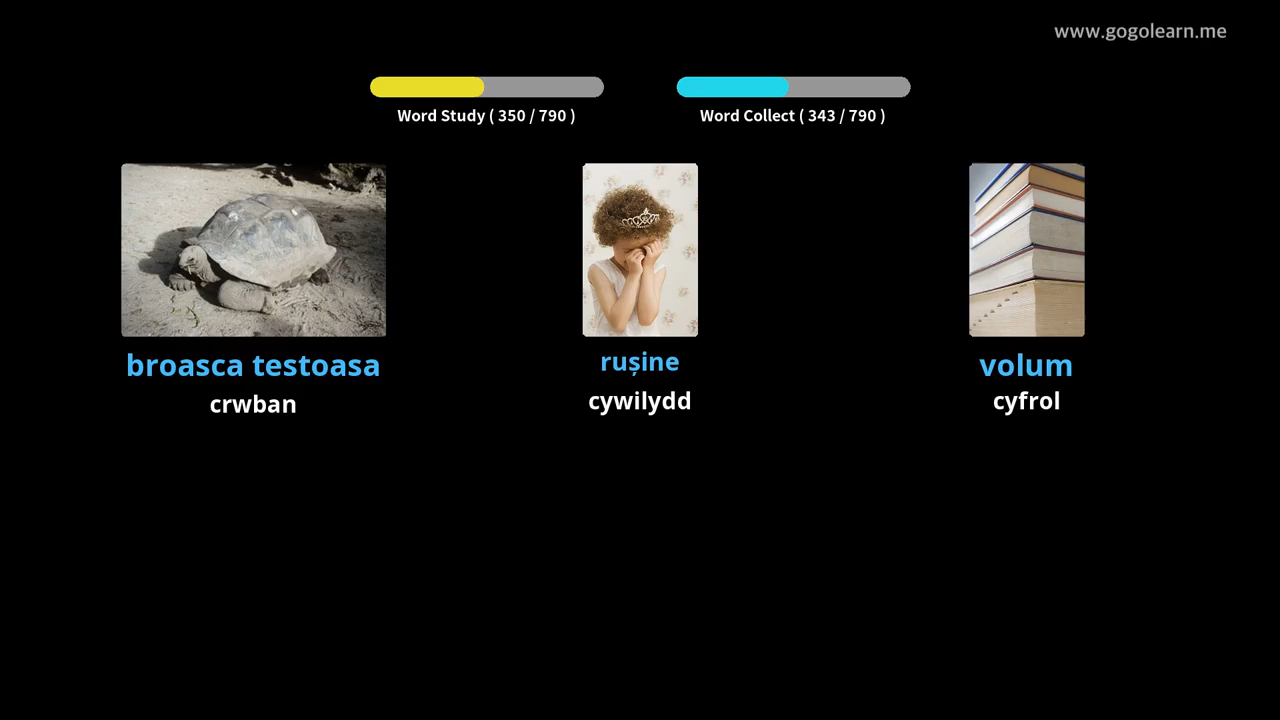 www.gogolearn.me
Word Study ( 350 / 790 )
Word Collect ( 343 / 790 )
broasca testoasa
crwban
rușine
cywilydd
volum
cyfrol